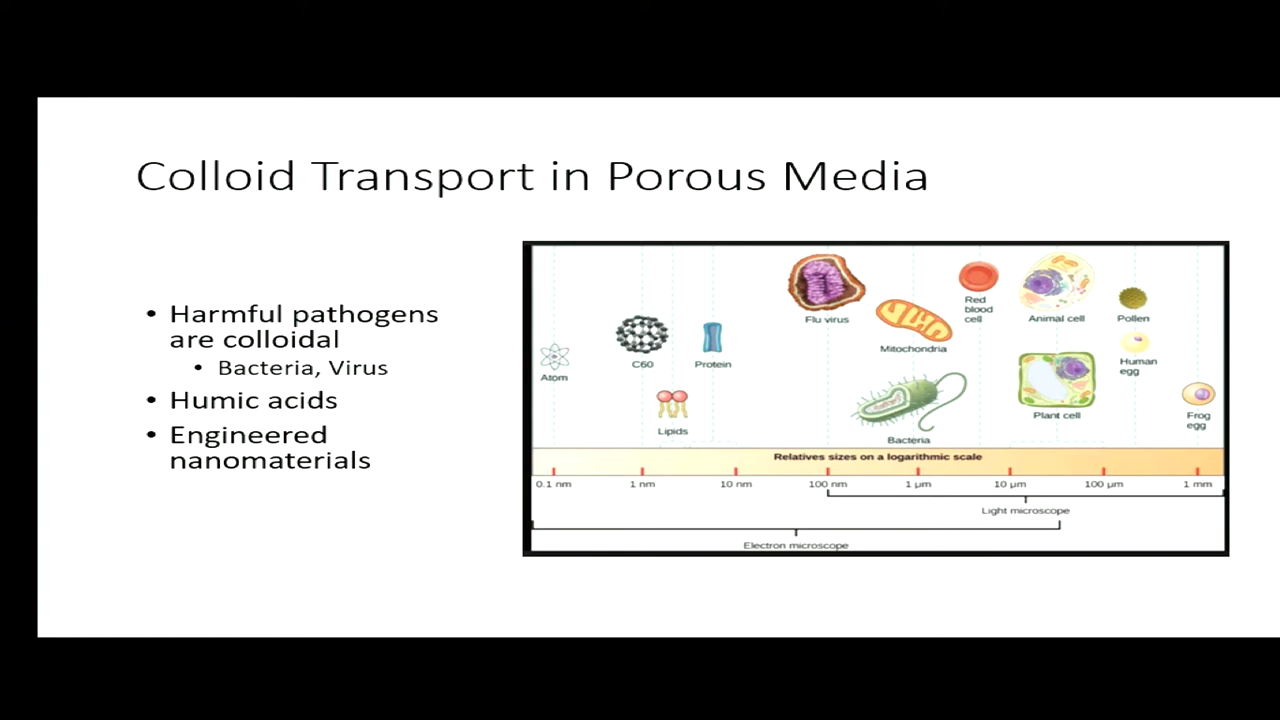 Colloid Transport in Porous Media
• Harmful pathogens
are colloidal
• Bacteria, Virus
• Humic acids
• Engineered
nanomaterials
Flu virus
Red
blood
cell
Animal cell
Pollen
Mitochondria
Atom
C60
Protein
Human
egg
Lipids
Bacteria
Plant cell
Frog
egg
Relatives sizes on a logarithmic scale
0.1 nm 1 nm 10 nm 100 nm 1 µm 10 µm 100 µm 1 mm
Light microscope
Electron microscope